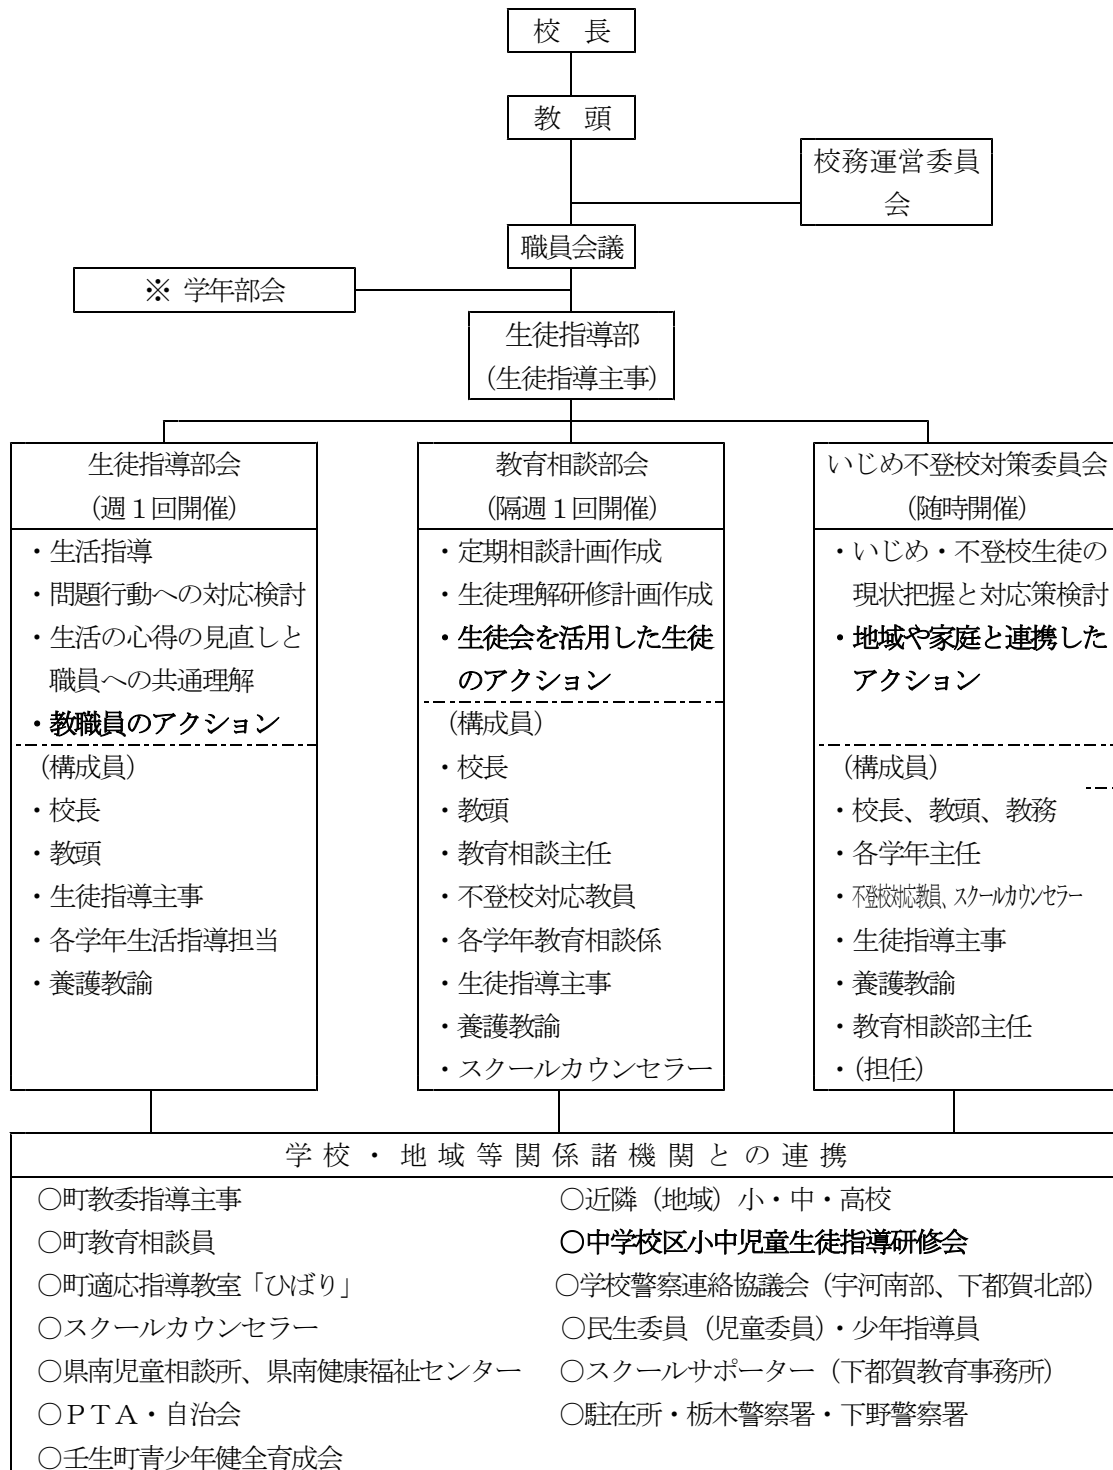 校 長
教 頭
校務運営委員
会
職員会議
※ 学年部会
生徒指導部
(生徒指導主事)
生徒指導部会
(週１回開催)
・生活指導
・問題行動への対応検討
・生活の心得の見直しと
職員への共通理解
・教職員のアクション
(構成員)
・校長
・教頭
・生徒指導主事
・各学年生活指導担当
・養護教諭
教育相談部会
(隔週１回開催)
・定期相談計画作成
・生徒理解研修計画作成
・生徒会を活用した生徒
のアクション
(構成員)
・校長
・教頭
・教育相談主任
・不登校対応教員
・各学年教育相談係
・生徒指導主事
・養護教諭
・スクールカウンセラー
いじめ不登校対策委員会
(随時開催)
・いじめ・不登校生徒の
現状把握と対応策検討
・地域や家庭と連携した
アクション
(構成員)
・校長、教頭、教務
・各学年主任
・不登校対応教員、スクールカウンセラー
・生徒指導主事
・養護教諭
・教育相談部主任
・(担任)
学 校 ・ 地 域 等 関 係 諸 機 関 と の 連 携
○町教委指導主事
○町教育相談員
○町適応指導教室「ひばり」
○スクールカウンセラー
○県南児童相談所、県南健康福祉センター
○ＰＴＡ・自治会
○壬生町青少年健全育成会
○近隣（地域）小・中・高校
○中学校区小中児童生徒指導研修会
○学校警察連絡協議会（宇河南部、下都賀北部）
○民生委員（児童委員）・少年指導員
○スクールサポーター（下都賀教育事務所）
○駐在所・栃木警察署・下野警察署